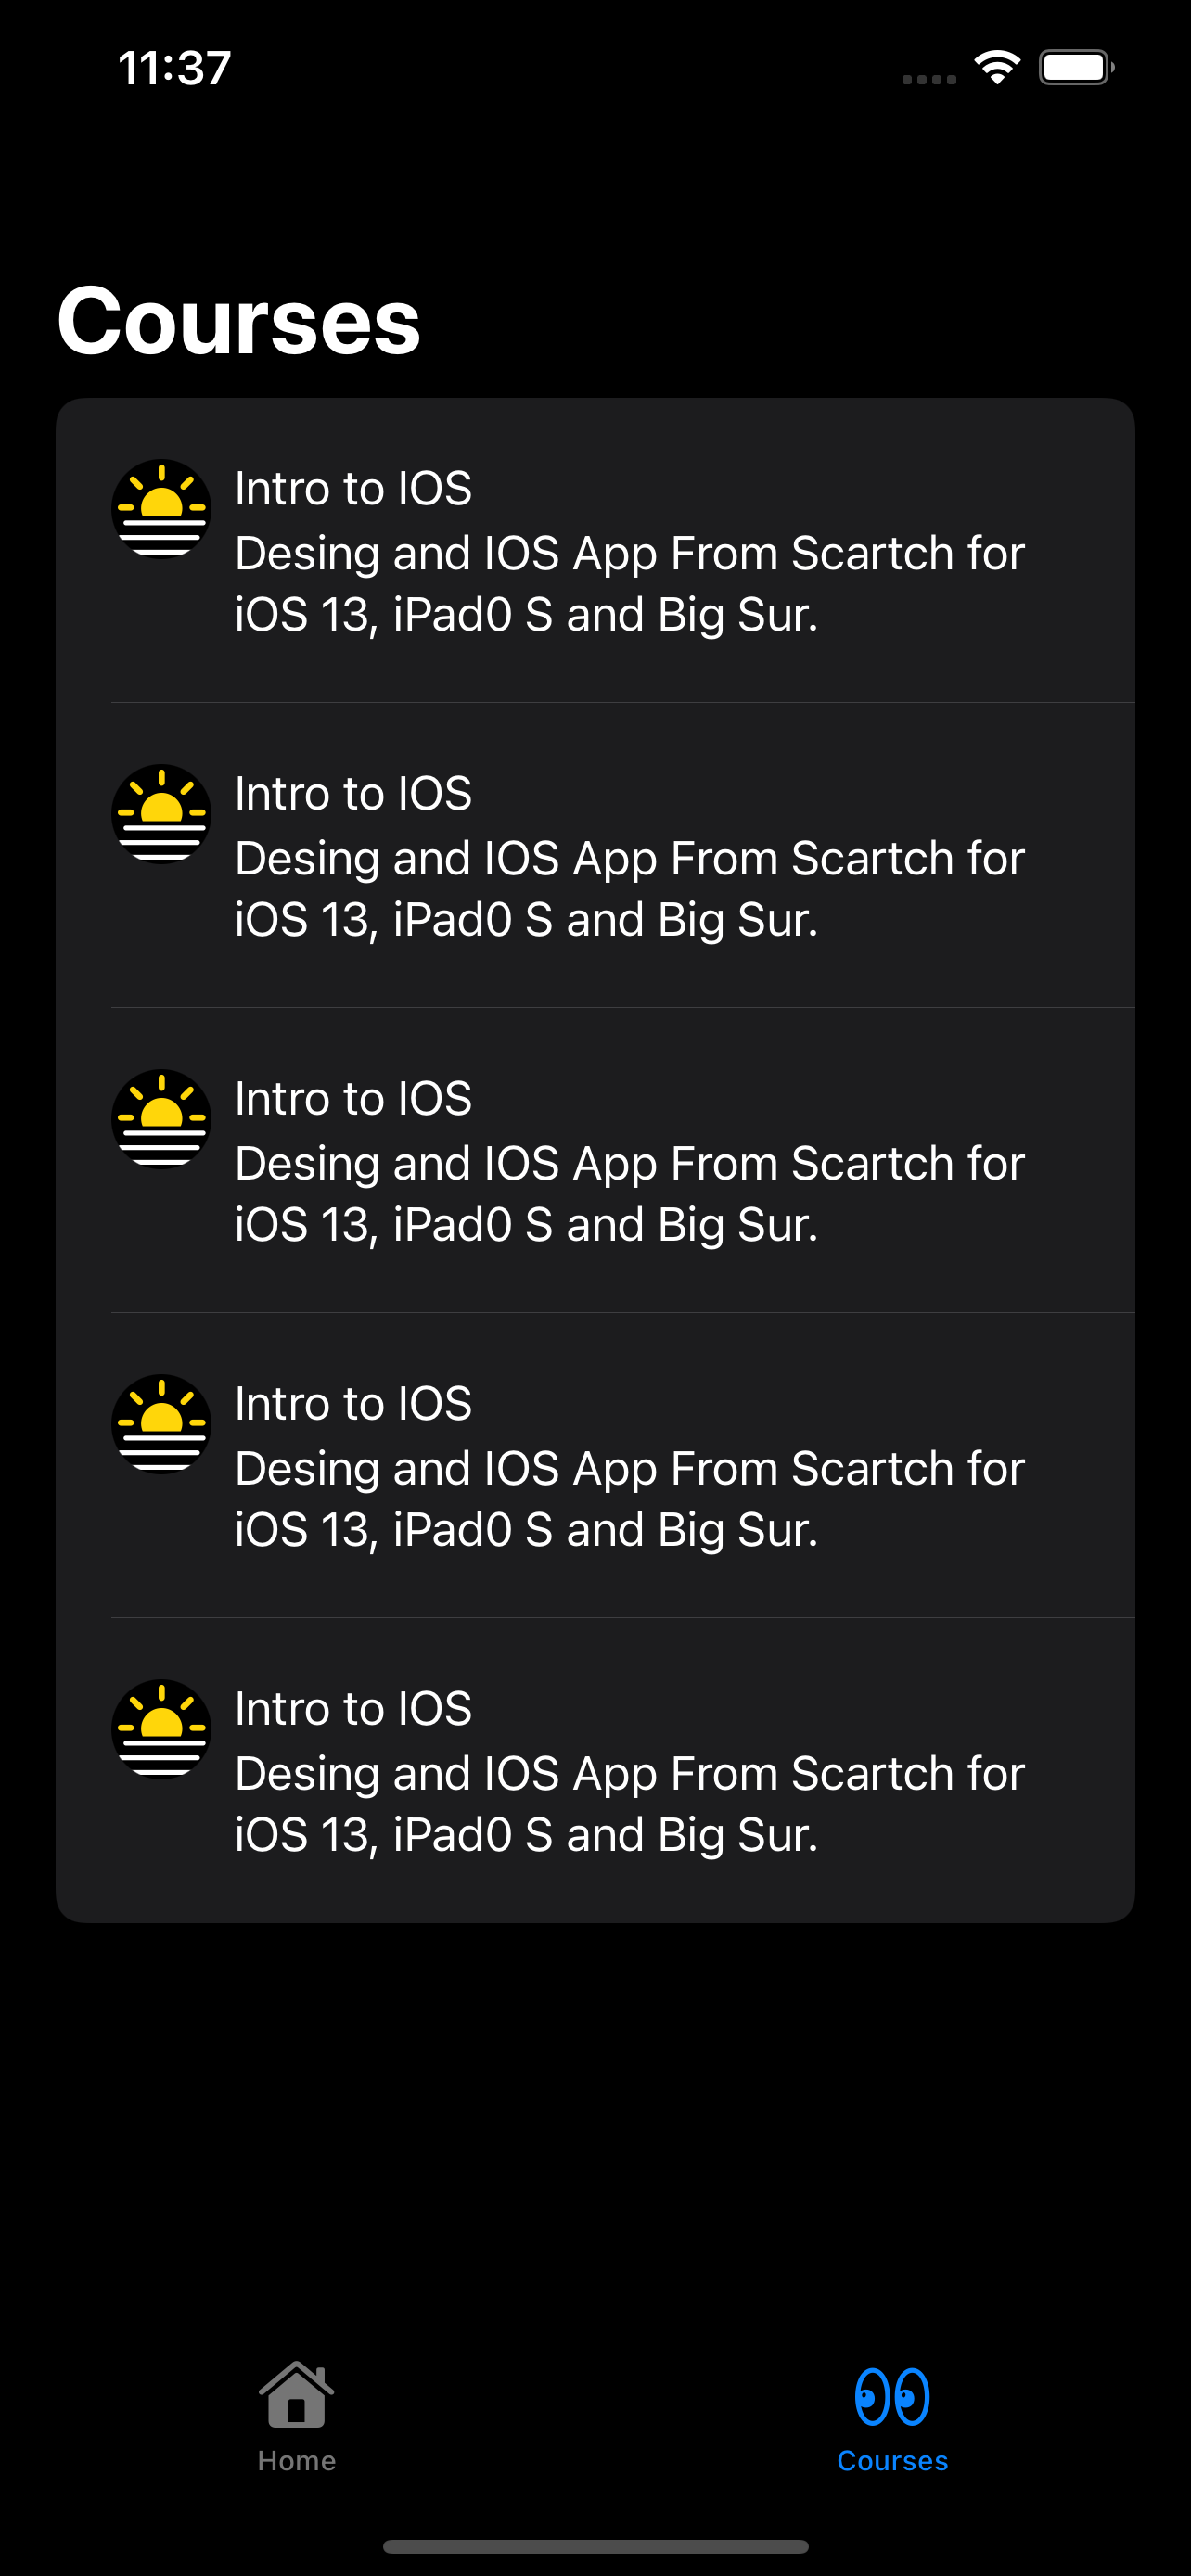 11:37
Courses
Intro to IOS
Desing and IOS App From Scartch for
iOS 13, iPad0 S and Big Sur.
Intro to IOS
Desing and IOS App From Scartch for
iOS 13, iPad0 S and Big Sur.
Intro to IOS
Desing and IOS App From Scartch for
iOS 13, iPad0 S and Big Sur.
Intro to IOS
Desing and IOS App From Scartch for
iOS 13, iPad0 S and Big Sur.
Intro to IOS
Desing and IOS App From Scartch for
iOS 13, iPad0 S and Big Sur.
Home
Courses